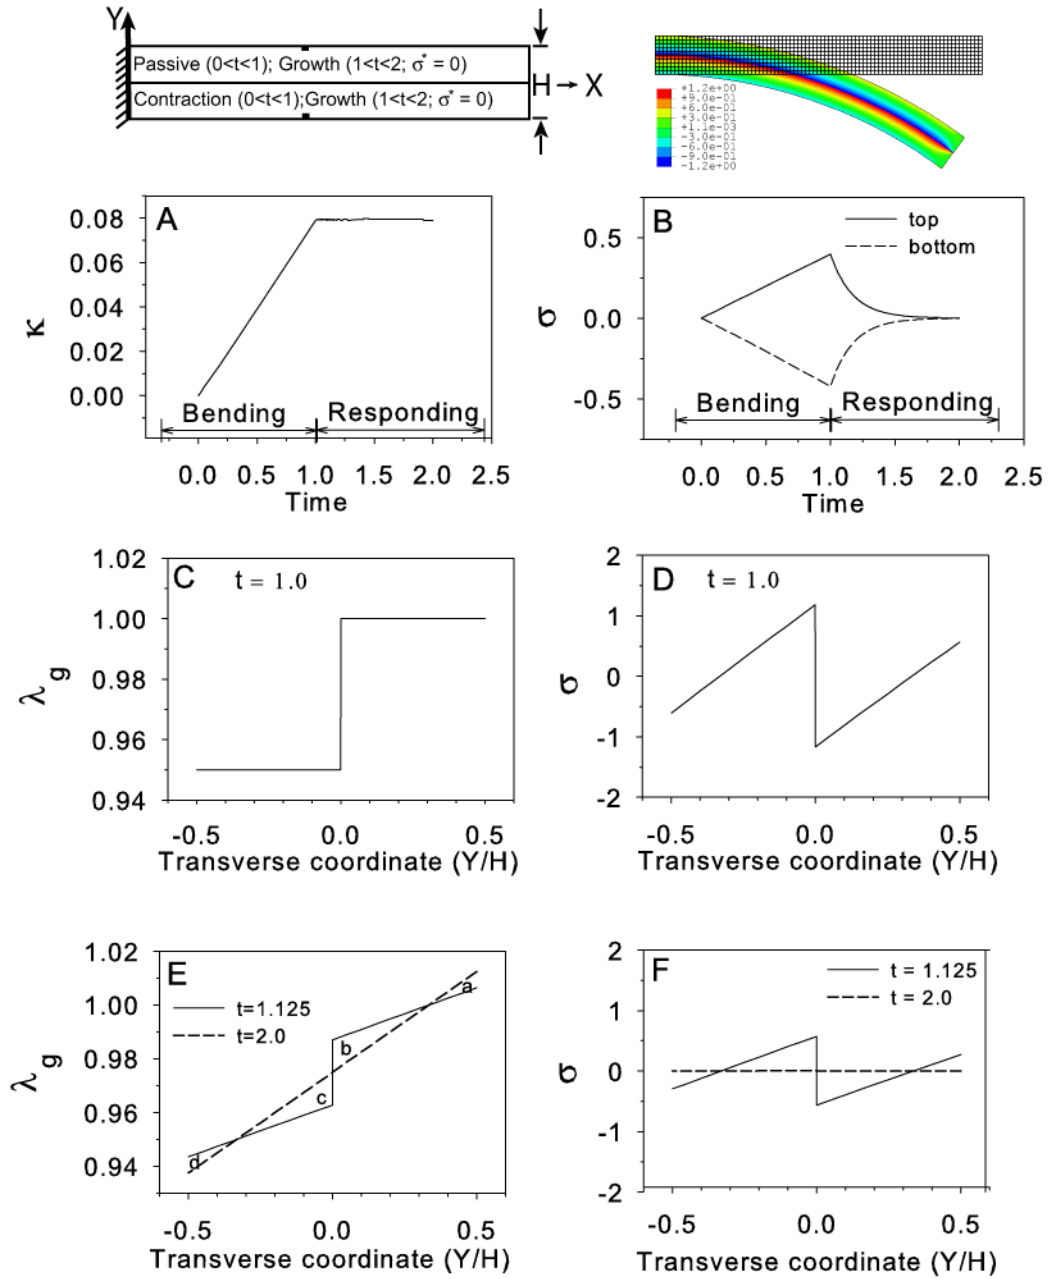 Y
Passive (0<t<1); Growth (1<t<2; σ* = 0)
Contraction (0<t<1);Growth (1<t<2; σ* = 0)
H
X
+1.2e+00
+9.0e-01
+6.0e-01
+3.0e-01
+1.1e-03
-3.0e-01
-6.0e-01
-9.0e-01
-1.2e+00
A
0.08
0.06
0.04
0.02
0.00
κ
Bending
Responding
0.0 0.5 1.0 1.5 2.0 2.5
Time
B
top
bottom
0.5
0.0
-0.5
σ
Bending
Responding
0.0 0.5 1.0 1.5 2.0 2.5
Time
C
t = 1.0
1.02
1.00
0.98
0.96
0.94
λg
-0.5 0.0 0.5
Transverse coordinate (Y/H)
D
t = 1.0
2
1
0
-1
-2
σ
-0.5 0.0 0.5
Transverse coordinate (Y/H)
E
t=1.125
t=2.0
a
b
c
d
1.02
1.00
0.98
0.96
0.94
λg
-0.5 0.0 0.5
Transverse coordinate (Y/H)
F
t = 1.125
t = 2.0
2
1
0
-1
-2
σ
-0.5 0.0 0.5
Transverse coordinate (Y/H)